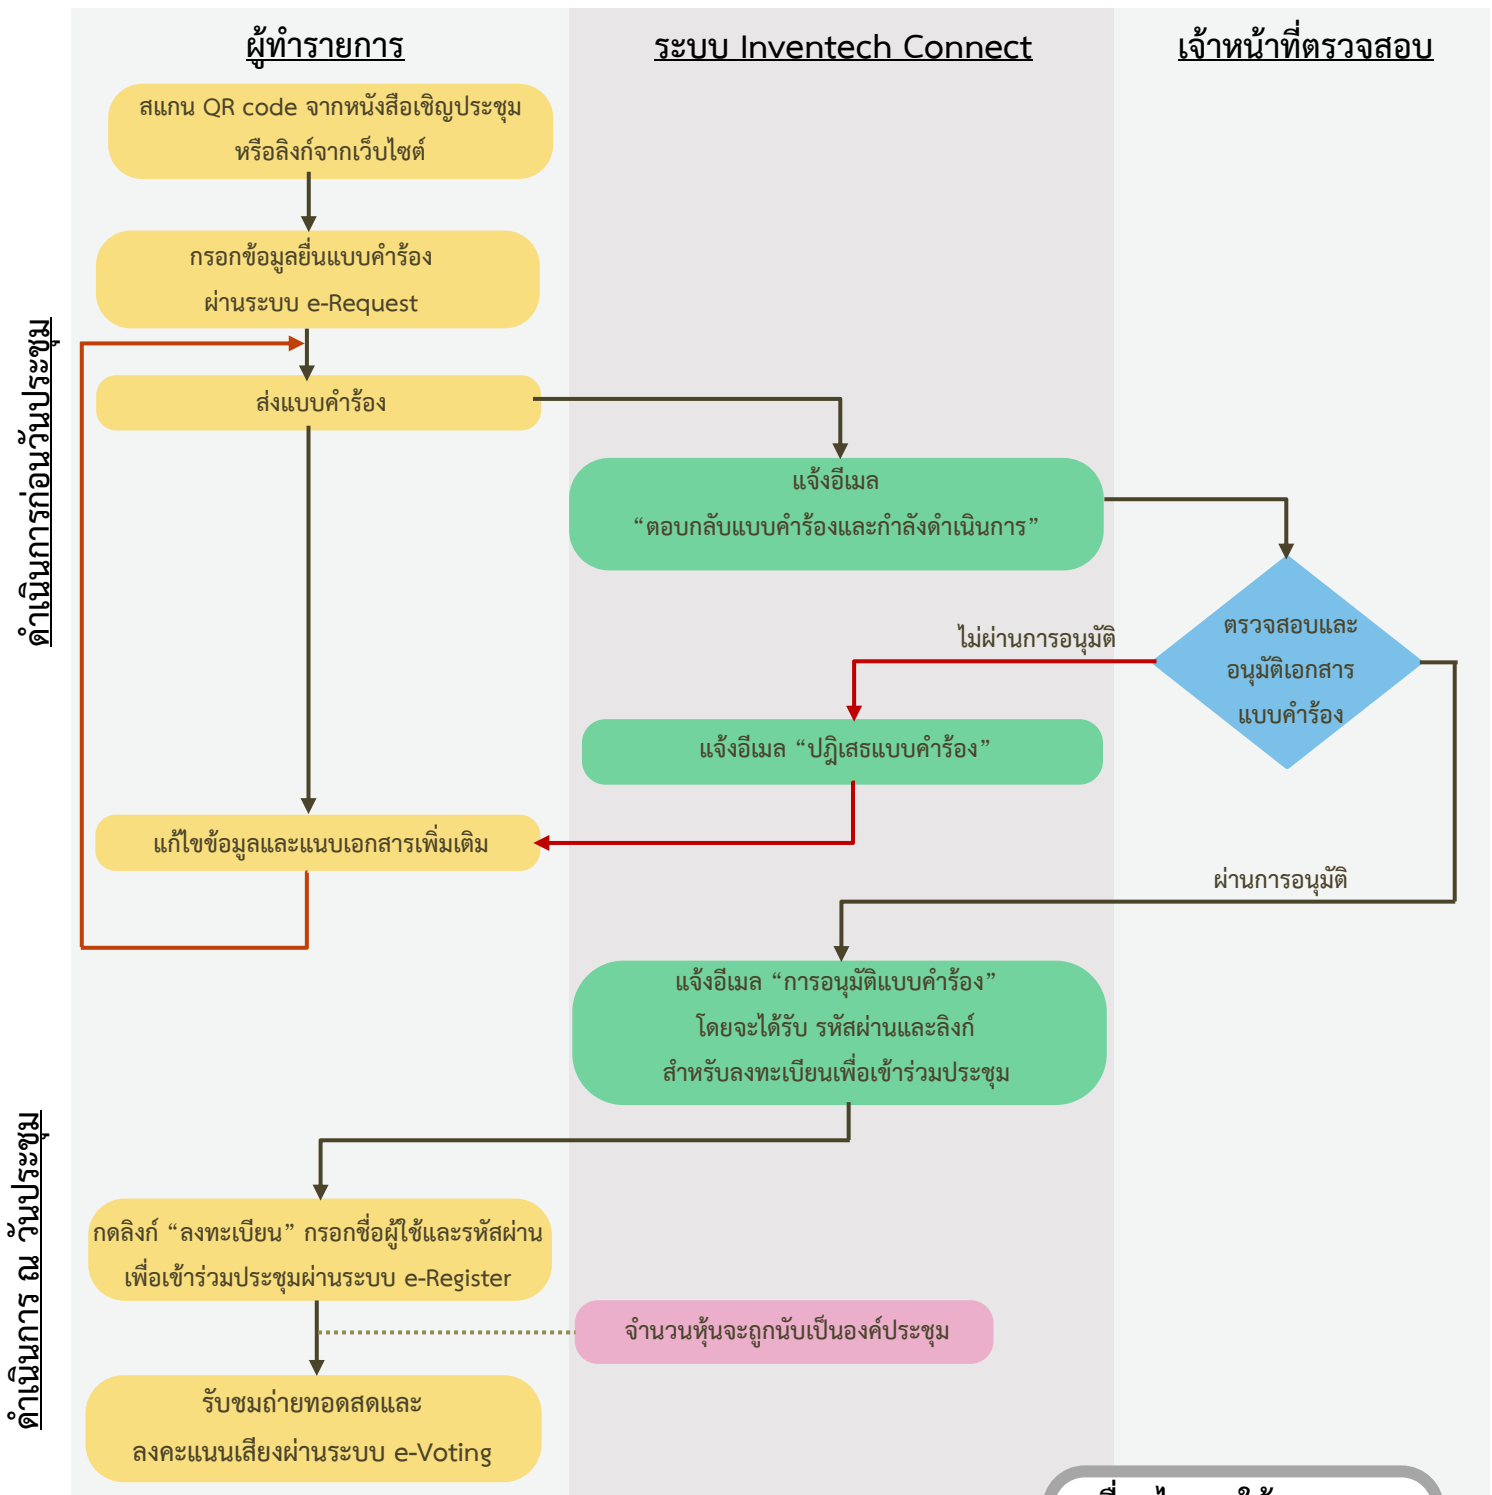 ผู้ทำรายการ
ระบบ Inventech Connect
เจ้าหน้าที่ตรวจสอบ
ดำเนินการก่อนวันประชุม
สแกน QR code จากหนังสือเชิญประชุม
หรือลิงก์จากเว็บไซต์
กรอกข้อมูลยื่นแบบคำร้อง
ผ่านระบบ e-Request
ส่งแบบคำร้อง
แจ้งอีเมล
“ตอบกลับแบบคำร้องและกำลังดำเนินการ”
ตรวจสอบและ
อนุมัติเอกสาร
แบบคำร้อง
ไม่ผ่านการอนุมัติ
แจ้งอีเมล “ปฎิเสธแบบคำร้อง”
แก้ไขข้อมูลและแนบเอกสารเพิ่มเติม
ผ่านการอนุมัติ
แจ้งอีเมล “การอนุมัติแบบคำร้อง”
โดยจะได้รับ รหัสผ่านและลิงก์
สำหรับลงทะเบียนเพื่อเข้าร่วมประชุม
ดำเนินการ ณ วันประชุม
กดลิงก์ “ลงทะเบียน” กรอกชื่อผู้ใช้และรหัสผ่าน
เพื่อเข้าร่วมประชุมผ่านระบบ e-Register
จำนวนหุ้นจะถูกนับเป็นองค์ประชุม
รับชมถ่ายทอดสดและ
ลงคะแนนเสียงผ่านระบบ e-Voting